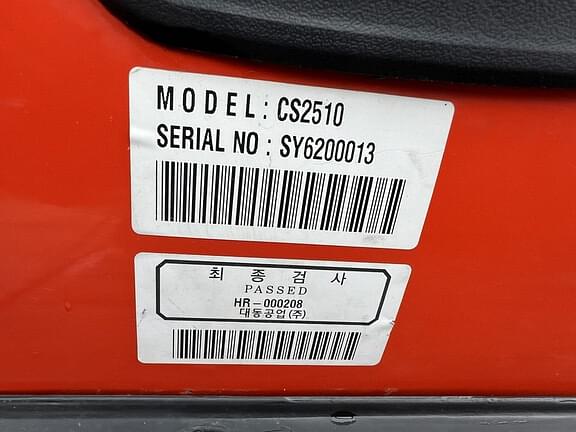 MODEL: CS2510
SERIAL NO : SY6200013
최 종 검 사
PASSED
HR-000208
대동공업(주)